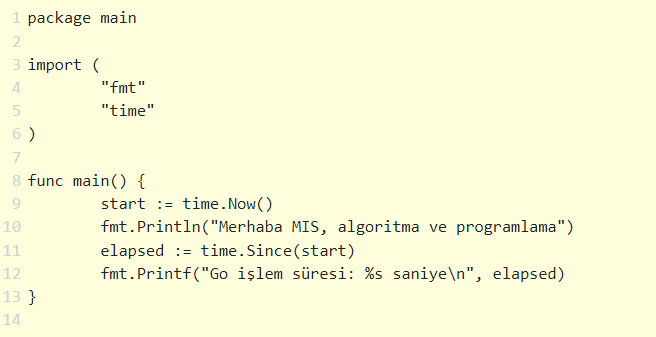 1 package main
2
3 import (
4         "fmt"
5         "time"
6 )
7
8 func main() {
9         start := time.Now()
10         fmt.Println("Merhaba MIS, algoritma ve programlama")
11         elapsed := time.Since(start)
12         fmt.Printf("Go işlem süresi: %s saniye\n", elapsed)
13 }
14